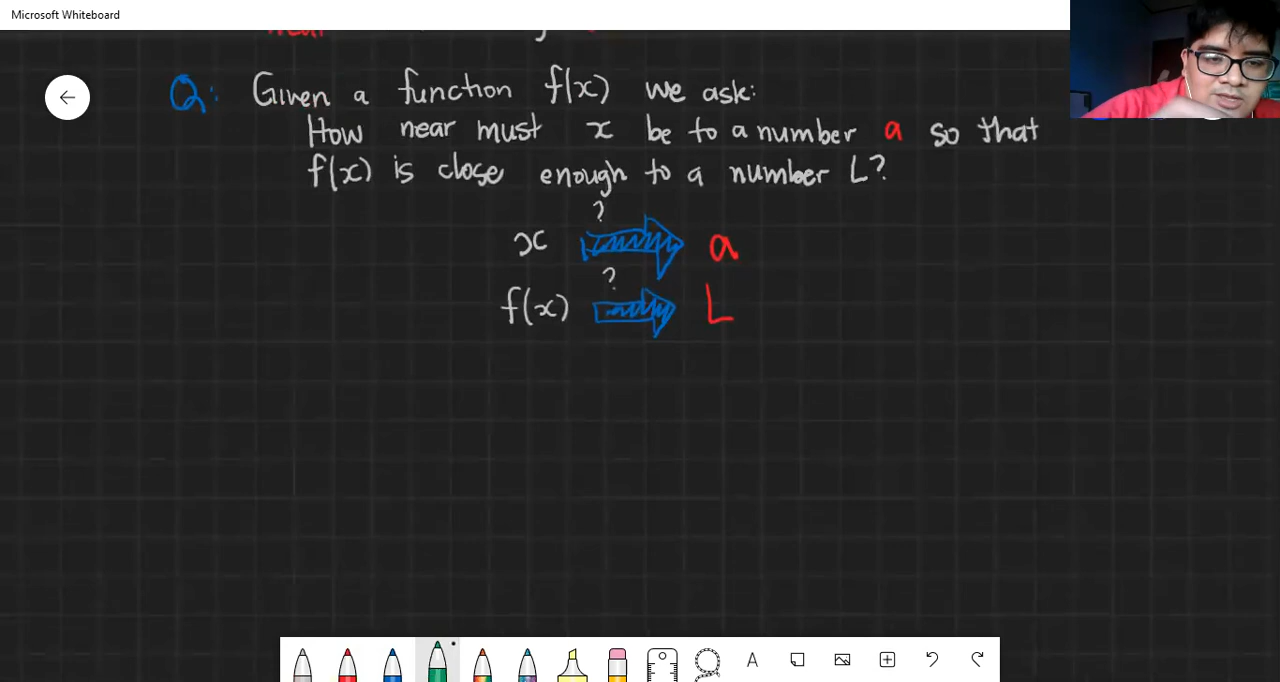 Microsoft Whiteboard
near
Q: Given a function f(x) we ask:
How near must x be to a number a so that
f(x) is close enough to a number L?
?
x a
?
f(x) L
A